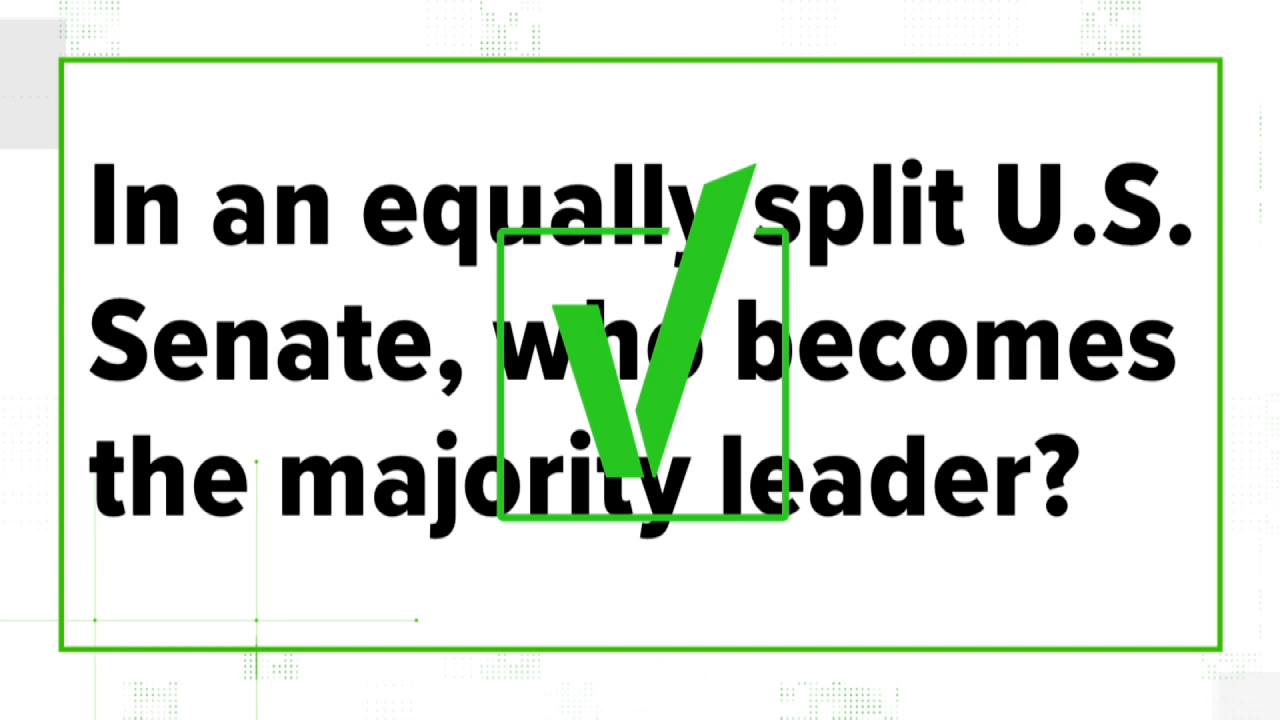 In an equally split U.S.
Senate, who becomes
the majority leader?